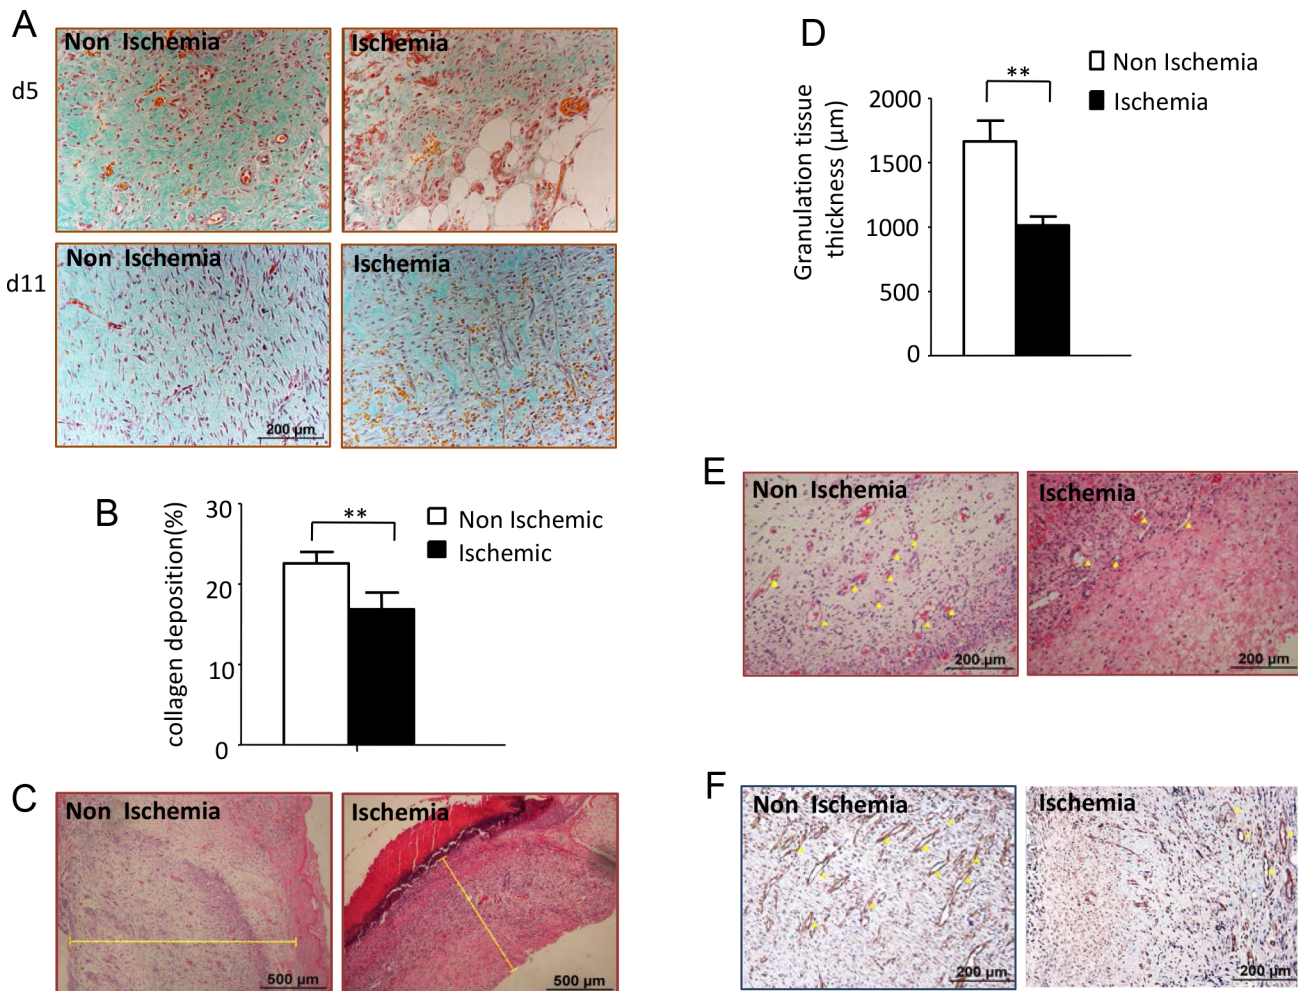 A
Non Ischemia
Ischemia
d5
Non Ischemia
Ischemia
d11
200 µm
B
30
20
10
0
collagen deposition(%)
**
Non Ischemic
Ischemic
C
Non Ischemia
Ischemia
500 µm
500 µm
D
Non Ischemia
Ischemia
**
2000
1500
1000
500
0
Granulation tissue
thickness (µm)
E
Non Ischemia
Ischemia
200 µm
200 µm
F
Non Ischemia
Ischemia
200 µm
200 µm